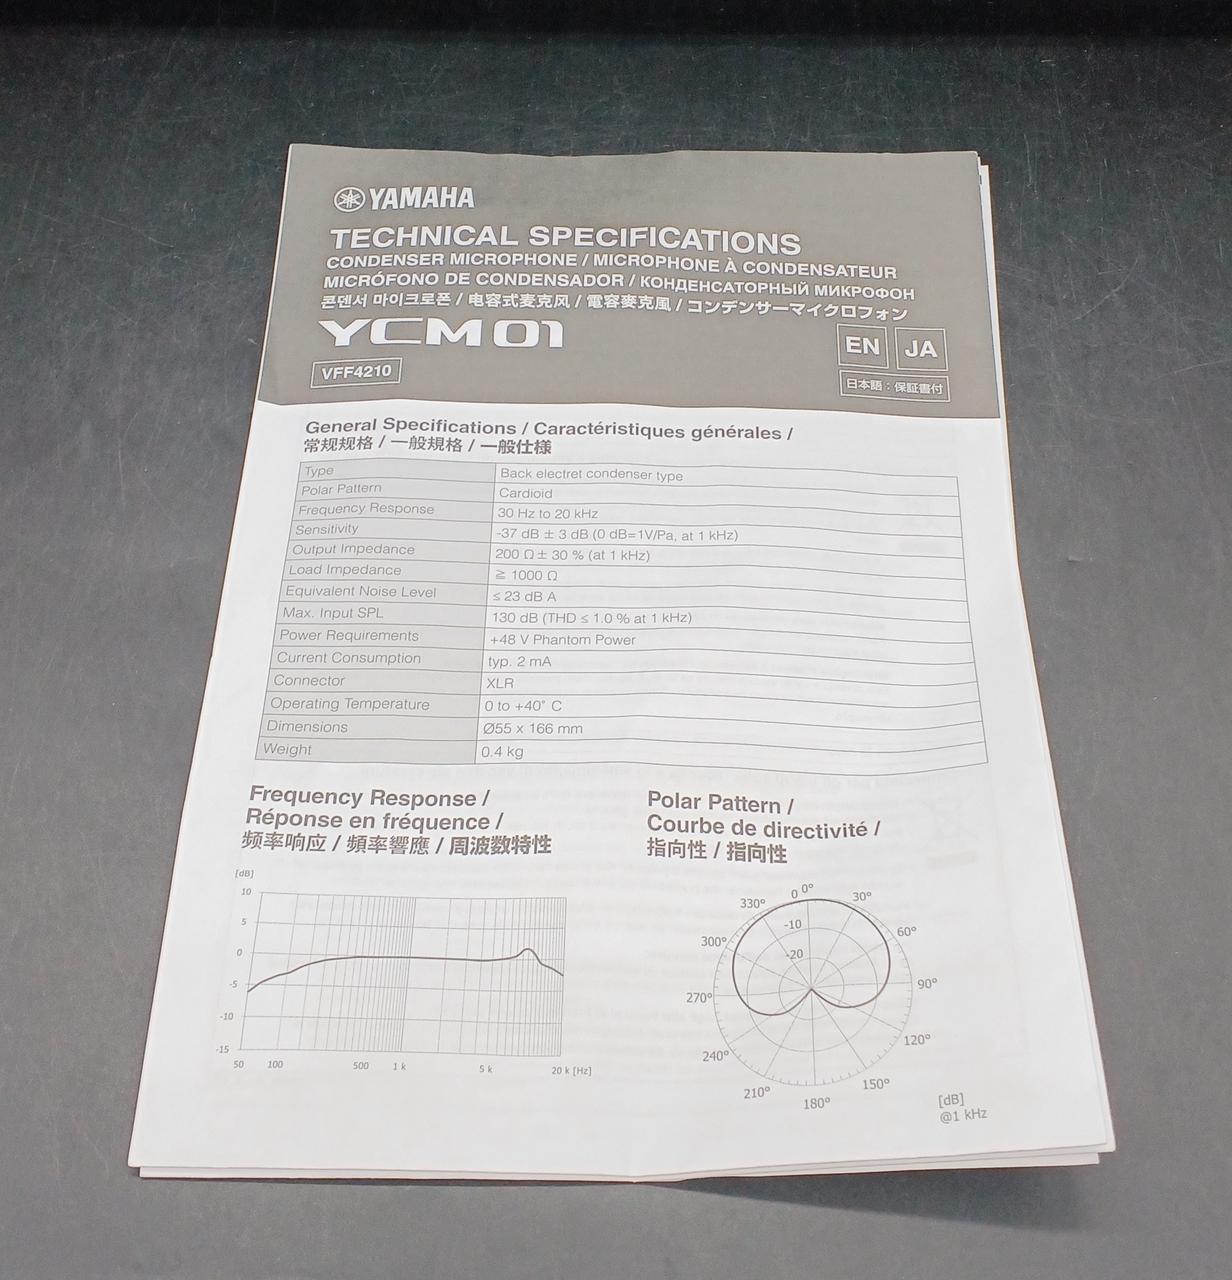 YAMAHA
TECHNICAL SPECIFICATIONS
CONDENSER MICROPHONE / MICROPHONE À CONDENSATEUR
MICRÓFONO DE CONDENSADOR / КОНДЕНСАТОРНЫЙ МИКРОФОН
콘덴서 마이크로폰 / 电容式麦克风 / 電容麥克風 / コンデンサーマイクロフォン
YCM01
EN JA
VFF4210
日本語：保証書付
General Specifications / Caractéristiques générales /
常规规格 / 一般規格 / 一般仕様
Type Back electret condenser type
Polar Pattern Cardioid
Frequency Response 30 Hz to 20 kHz
Sensitivity -37 dB ± 3 dB (0 dB=1V/Pa, at 1 kHz)
Output Impedance 200 Ω ± 30 % (at 1 kHz)
Load Impedance ≧ 1000 Ω
Equivalent Noise Level ≤ 23 dB A
Max. Input SPL 130 dB (THD ≤ 1.0 % at 1 kHz)
Power Requirements +48 V Phantom Power
Current Consumption typ. 2 mA
Connector XLR
Operating Temperature 0 to +40° C
Dimensions Ø55 x 166 mm
Weight 0.4 kg
Frequency Response /
Réponse en fréquence /
频率响应 / 頻率響應 / 周波数特性
[dB]
10
5
0
-5
-10
-15
50 100 500 1 k 5 k 20 k [Hz]
Polar Pattern /
Courbe de directivité /
指向性 / 指向性
0 0°
330° 30°
-10
300° 60°
-20
270° 90°
240° 120°
210° 150°
180°
[dB]
@1 kHz